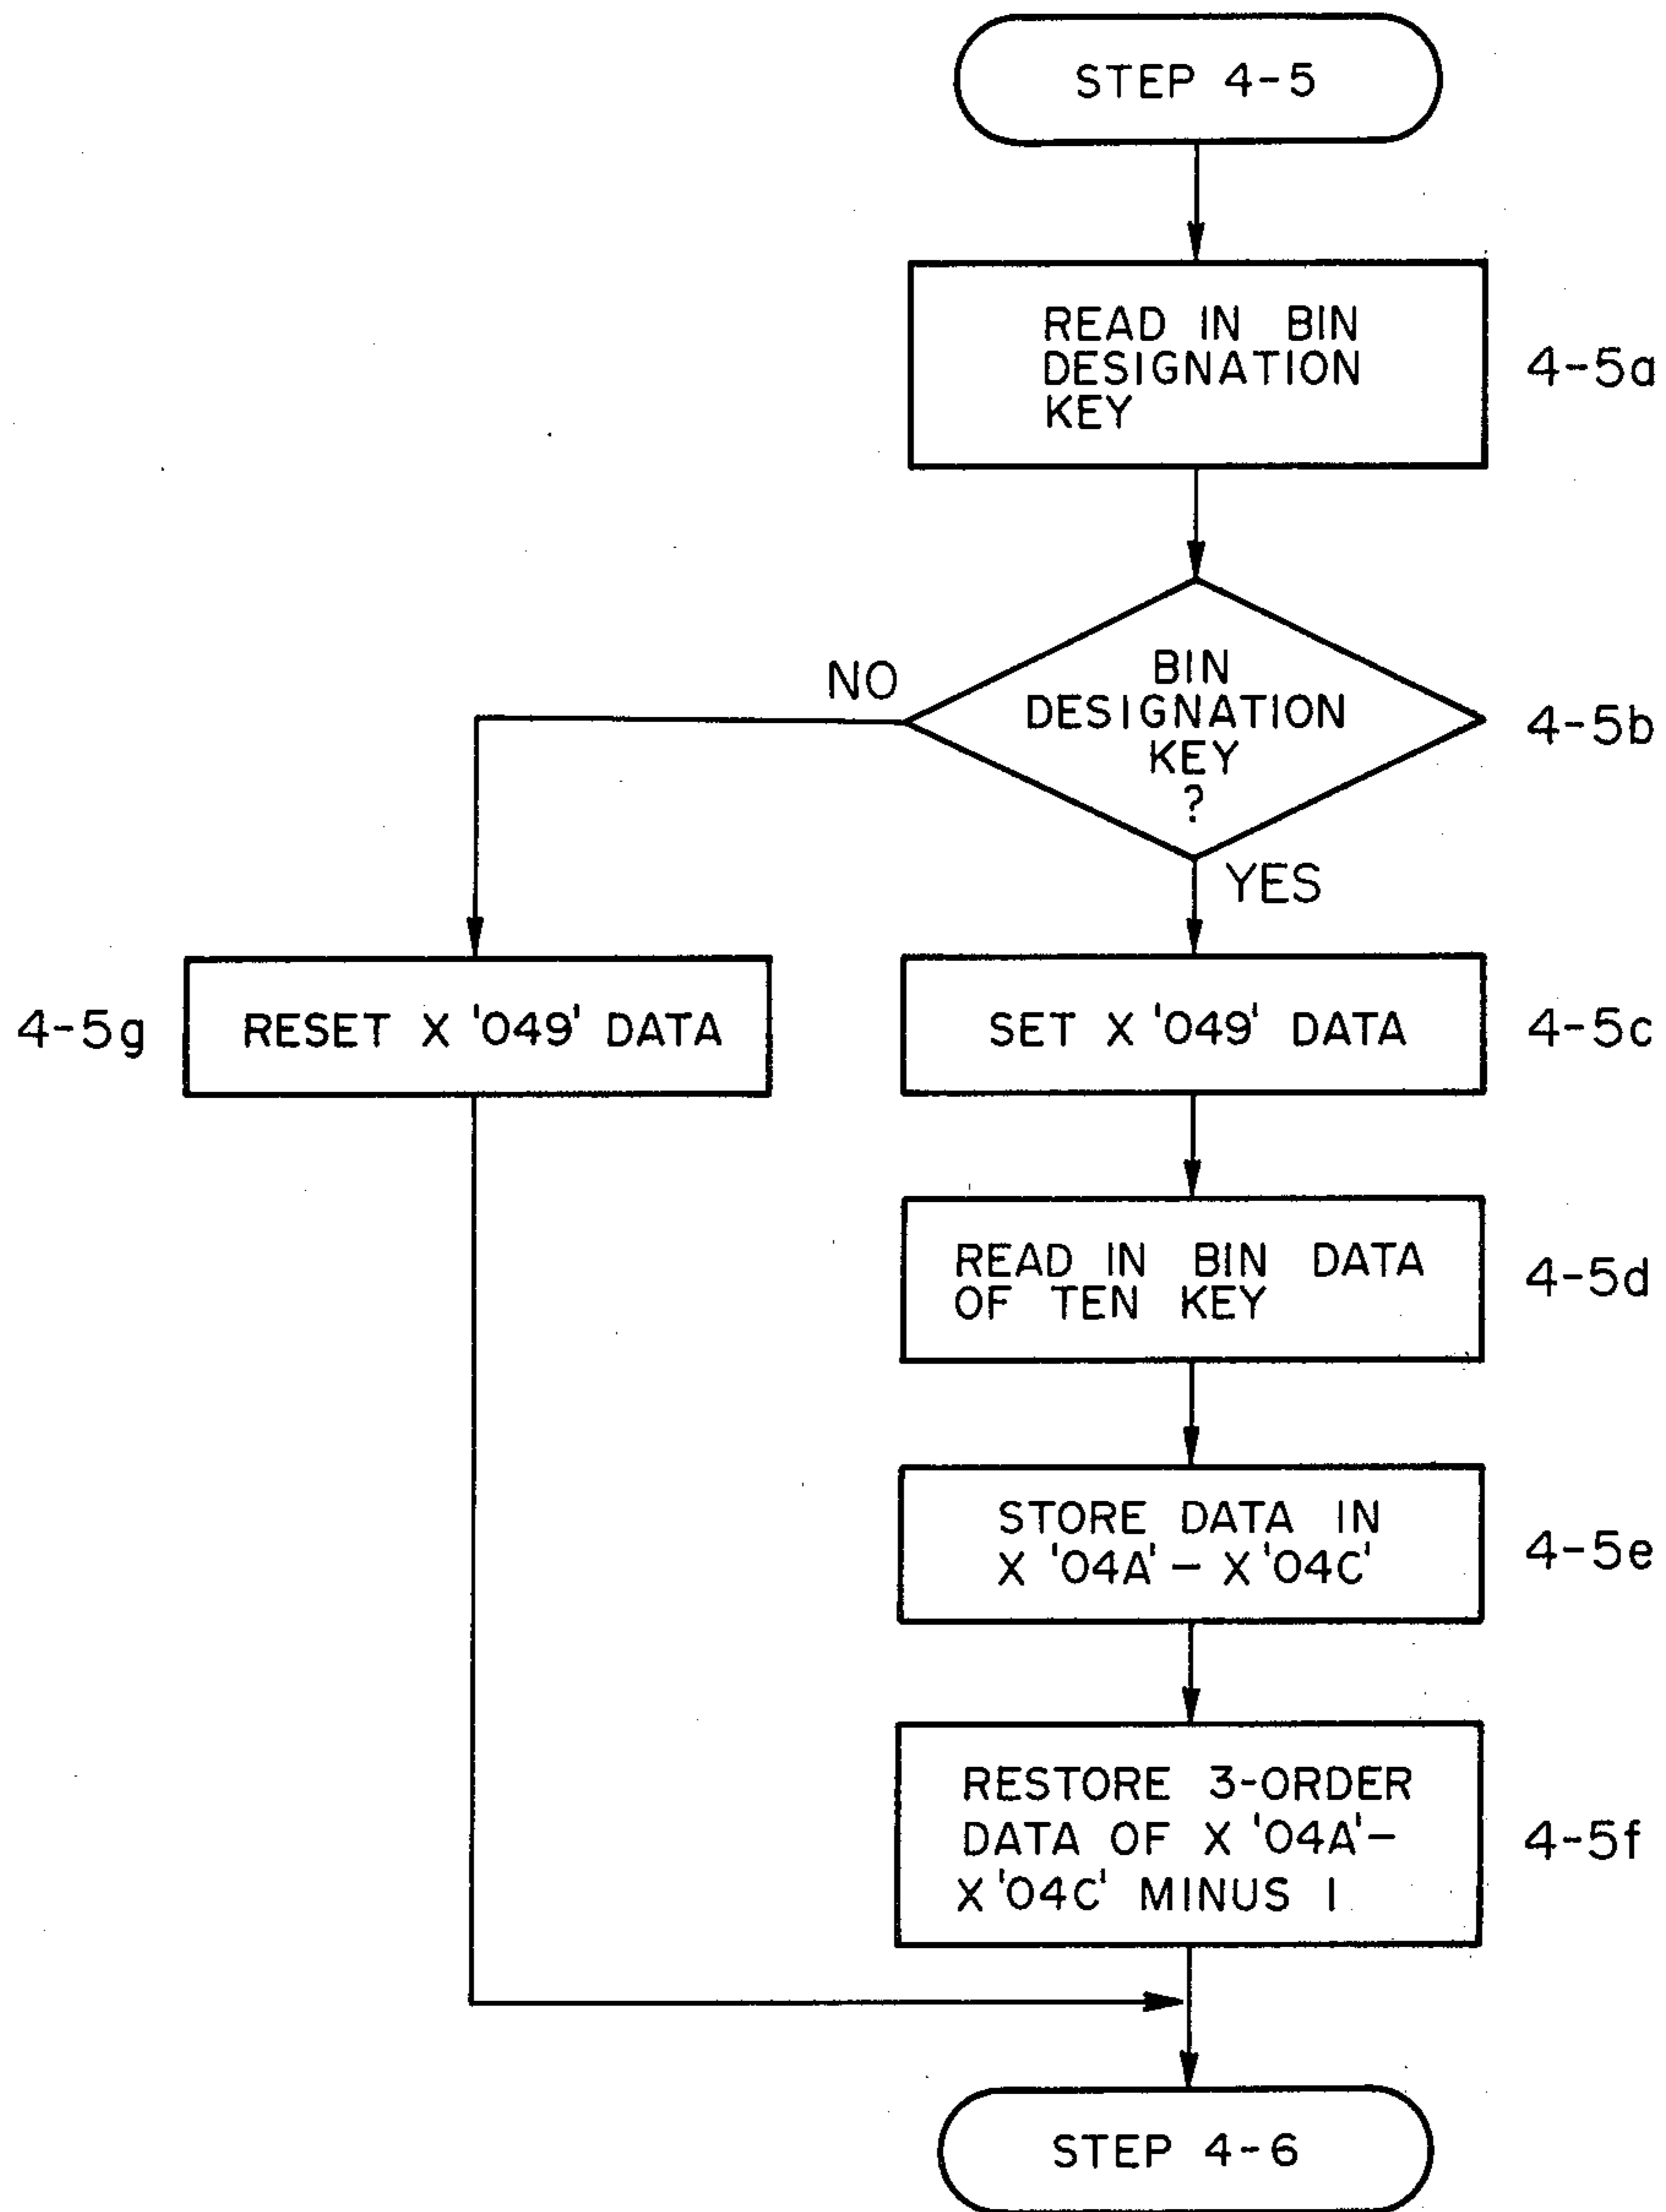 STEP 4-5
READ IN BIN
DESIGNATION
KEY
4-5a
NO
BIN
DESIGNATION
KEY
?
4-5b
YES
4-5g
RESET X '049' DATA
SET X '049' DATA
4-5c
READ IN BIN DATA
OF TEN KEY
4-5d
STORE DATA IN
X '04A' - X '04C'
4-5e
RESTORE 3-ORDER
DATA OF X '04A' -
X '04C' MINUS 1
4-5f
STEP 4-6